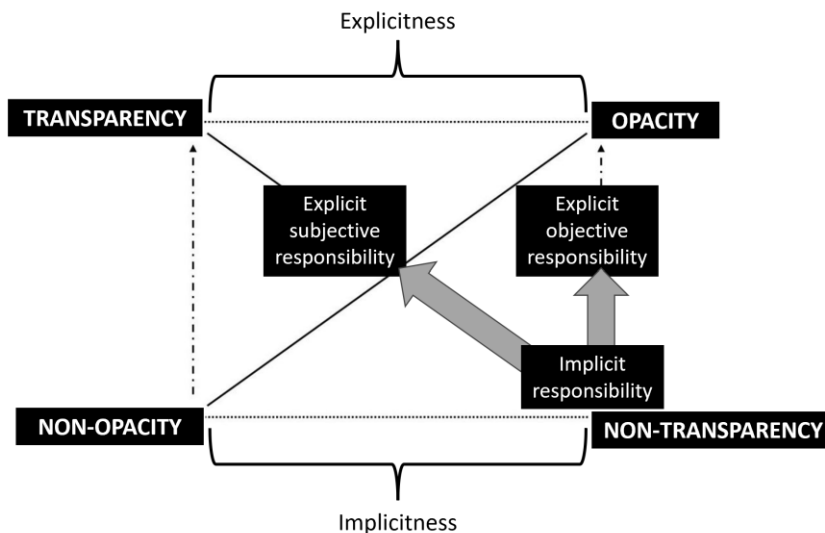 Explicitness
TRANSPARENCY
OPACITY
Explicit
subjective
responsibility
Explicit
objective
responsibility
Implicit
responsibility
NON-OPACITY
NON-TRANSPARENCY
Implicitness